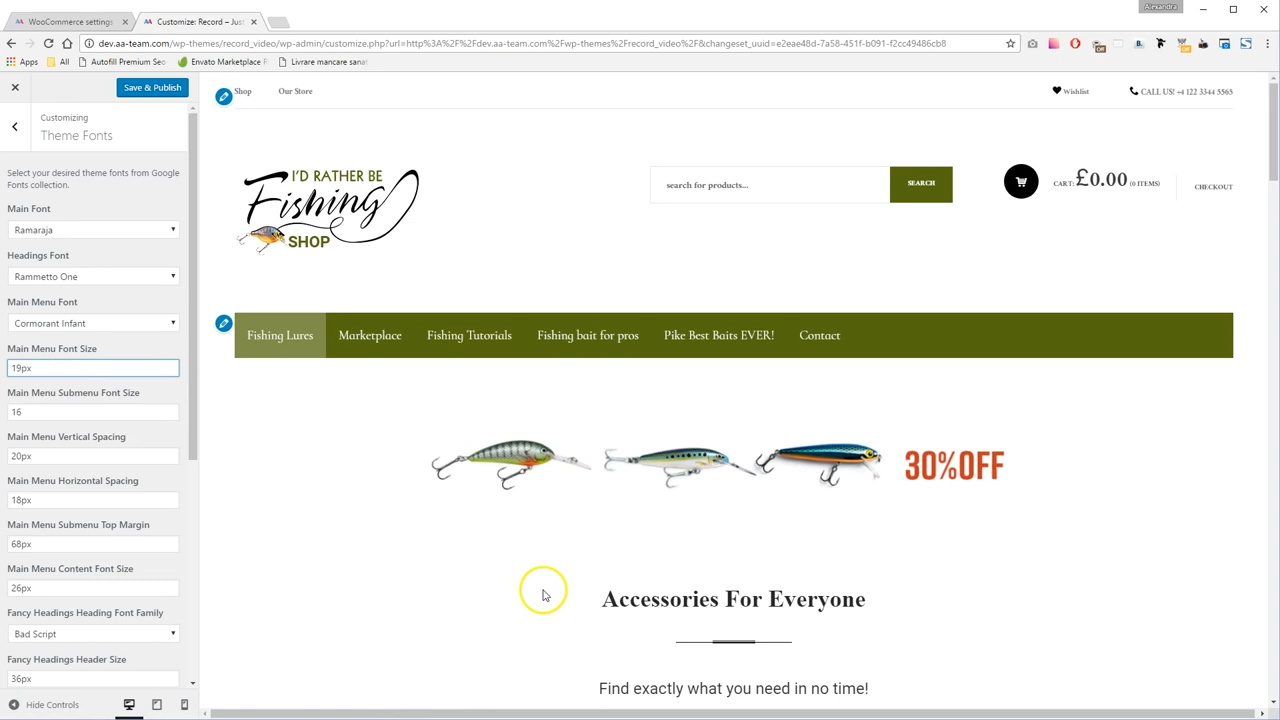 Alexandra
WooCommerce settings
Customize: Record – Just
dev.aa-team.com/wp-themes/record_video/wp-admin/customize.php?url=http%3A%2F%2Fdev.aa-team.com%2Fwp-themes%2Frecord_video%2F&changeset_uuid=e2eae48d-7a58-451f-b091-f2cc49486cb8
Apps
All
Autofill Premium Seo
Envato Marketplace
Livrare mancare sanat
Save & Publish
Customizing
Theme Fonts
Select your desired theme fonts from Google
Fonts collection.
Main Font
Ramaraja
Headings Font
Rammetto One
Main Menu Font
Cormorant Infant
Main Menu Font Size
19px
Main Menu Submenu Font Size
16
Main Menu Vertical Spacing
20px
Main Menu Horizontal Spacing
18px
Main Menu Submenu Top Margin
68px
Main Menu Content Font Size
26px
Fancy Headings Heading Font Family
Bad Script
Fancy Headings Header Size
36px
Hide Controls
Shop
Our Store
Wishlist
CALL US! +4 122 3344 5565
I'D RATHER BE
Fishing
SHOP
search for products...
SEARCH
CART: £0.00 (0 ITEMS)
CHECKOUT
Fishing Lures
Marketplace
Fishing Tutorials
Fishing bait for pros
Pike Best Baits EVER!
Contact
30%OFF
Accessories For Everyone
Find exactly what you need in no time!